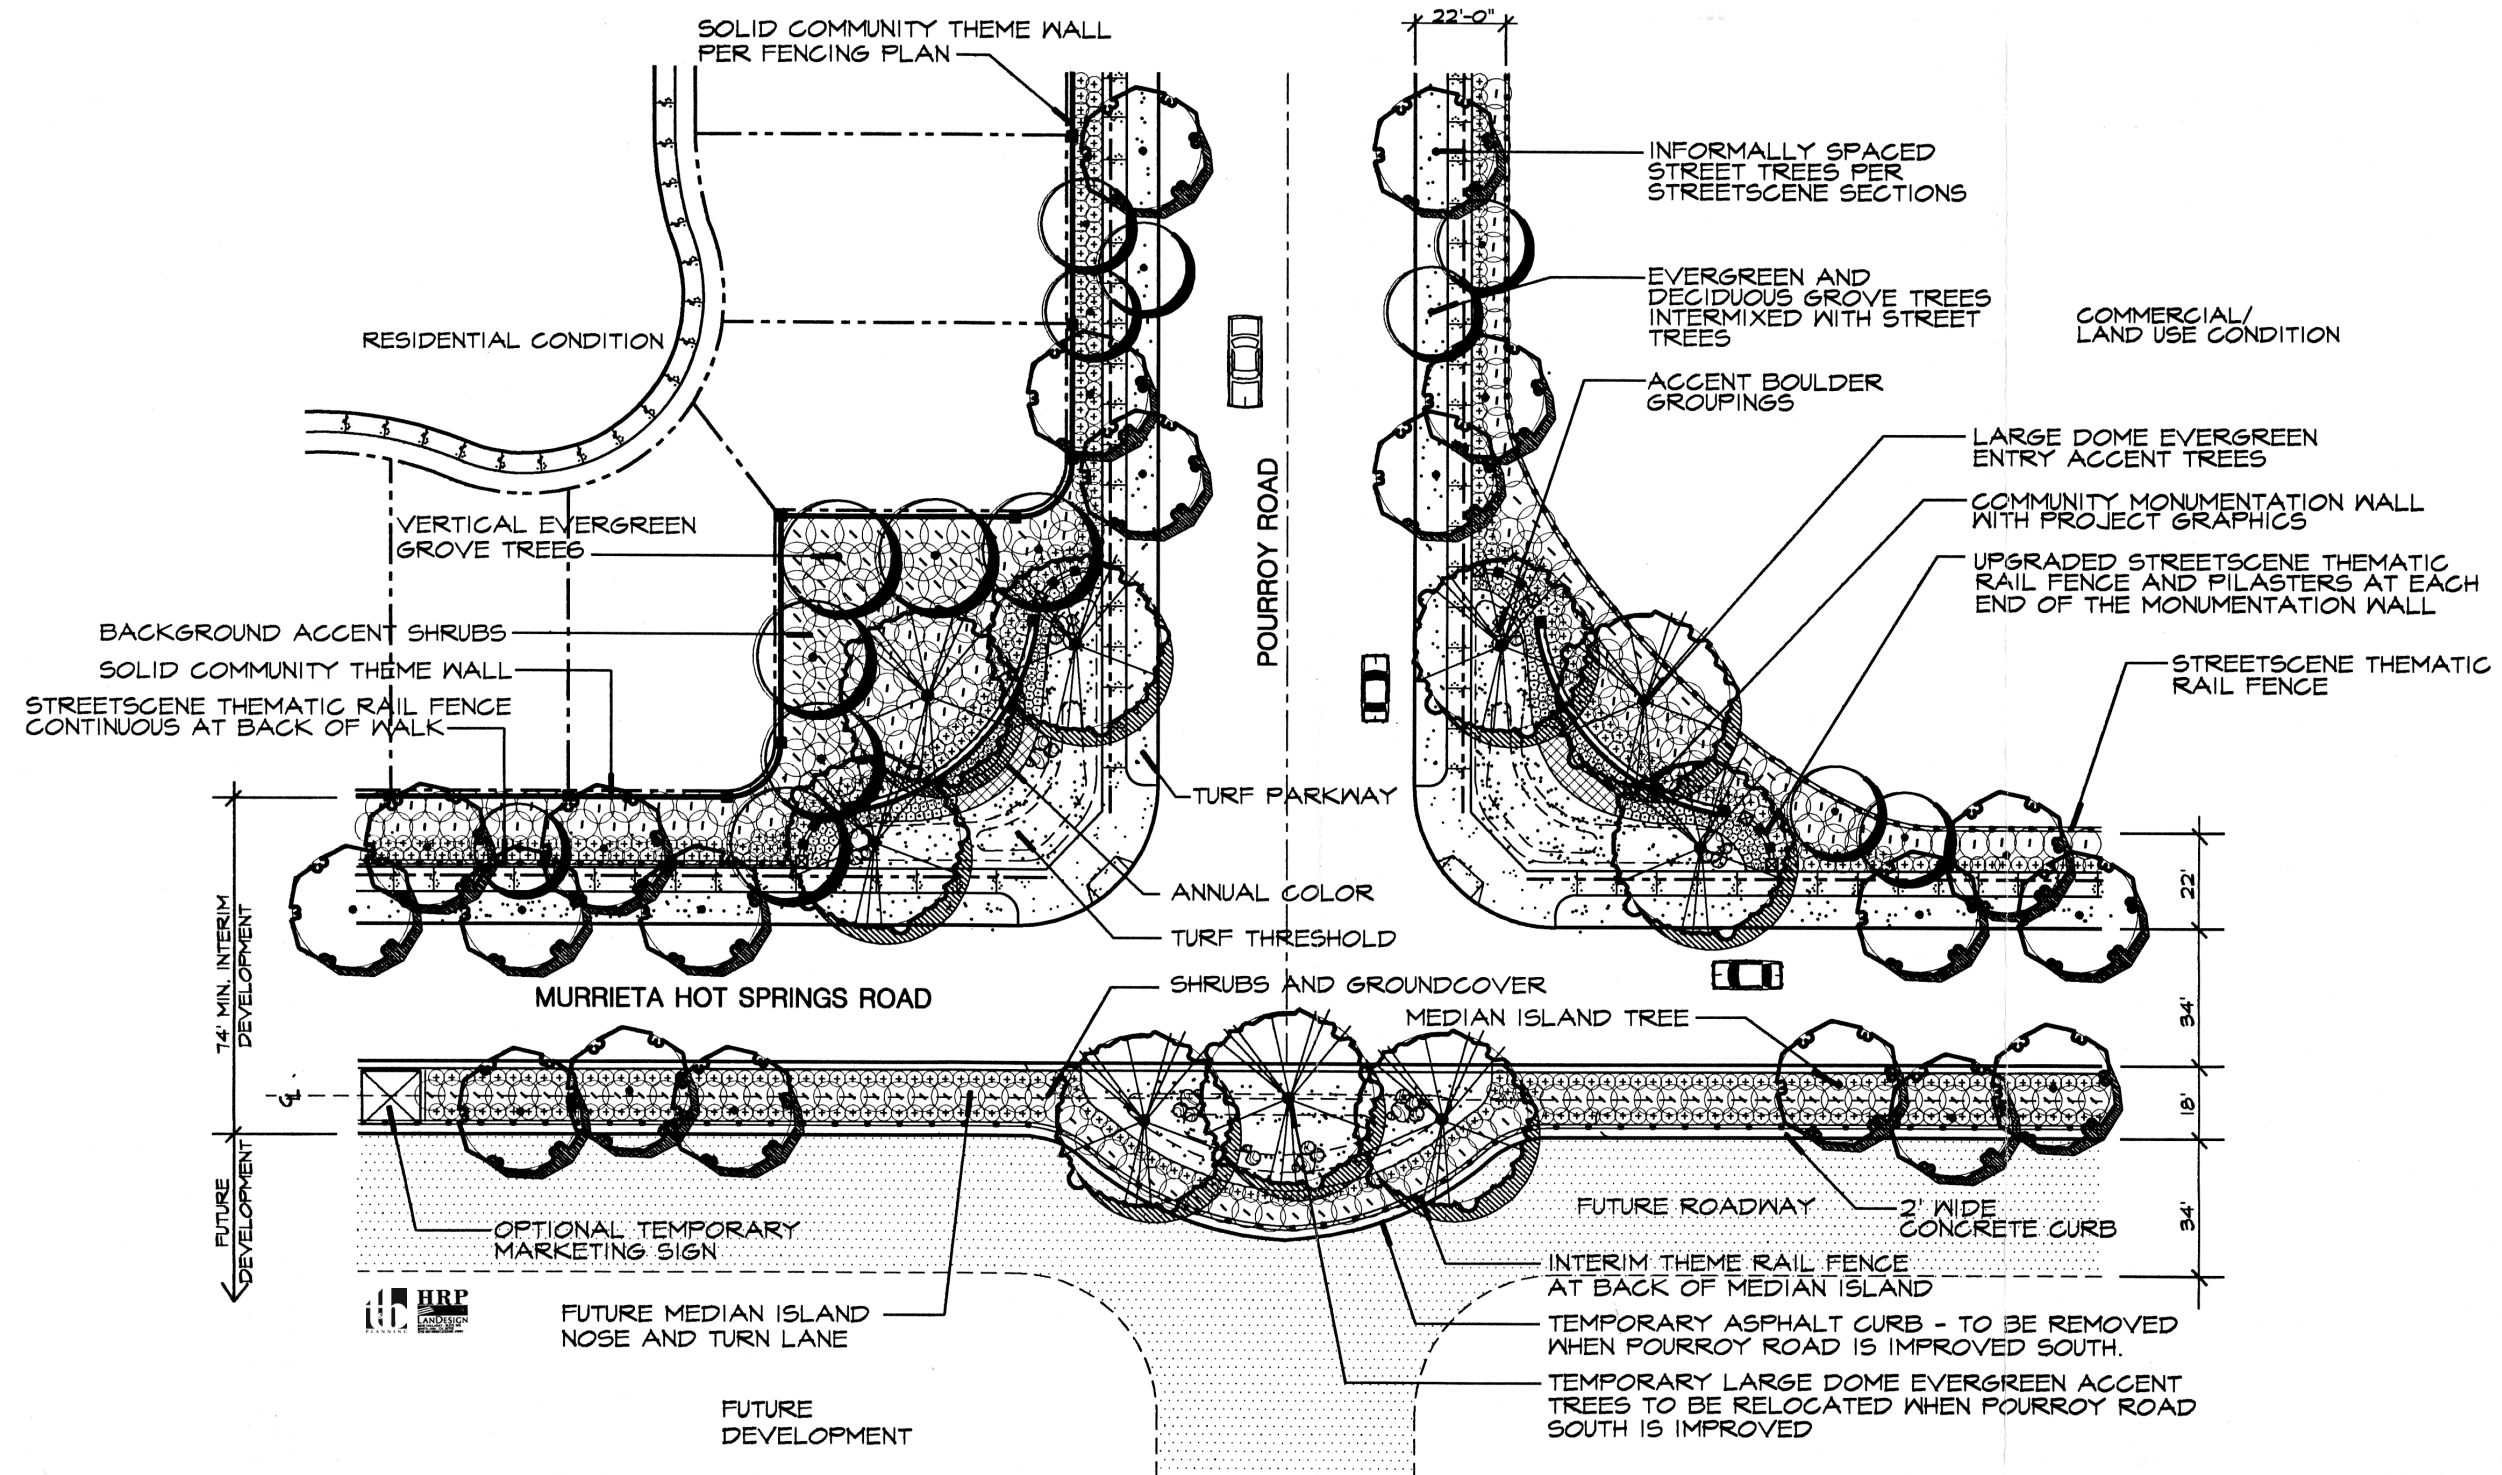 SOLID COMMUNITY THEME WALL
PER FENCING PLAN
22'-0"
INFORMALLY SPACED
STREET TREES PER
STREETSCENE SECTIONS
EVERGREEN AND
DECIDUOUS GROVE TREES
INTERMIXED WITH STREET
TREES
COMMERCIAL/
LAND USE CONDITION
RESIDENTIAL CONDITION
ACCENT BOULDER
GROUPINGS
LARGE DOME EVERGREEN
ENTRY ACCENT TREES
COMMUNITY MONUMENTATION WALL
WITH PROJECT GRAPHICS
UPGRADED STREETSCENE THEMATIC
RAIL FENCE AND PILASTERS AT EACH
END OF THE MONUMENTATION WALL
STREETSCENE THEMATIC
RAIL FENCE
VERTICAL EVERGREEN
GROVE TREES
BACKGROUND ACCENT SHRUBS
SOLID COMMUNITY THEME WALL
STREETSCENE THEMATIC RAIL FENCE
CONTINUOUS AT BACK OF WALK
POURROY ROAD
TURF PARKWAY
ANNUAL COLOR
TURF THRESHOLD
SHRUBS AND GROUNDCOVER
MEDIAN ISLAND TREE
MURRIETA HOT SPRINGS ROAD
74' MIN. INTERIM
DEVELOPMENT
FUTURE
DEVELOPMENT
22'
34'
18'
34'
OPTIONAL TEMPORARY
MARKETING SIGN
FUTURE ROADWAY
2' WIDE
CONCRETE CURB
INTERIM THEME RAIL FENCE
AT BACK OF MEDIAN ISLAND
TEMPORARY ASPHALT CURB - TO BE REMOVED
WHEN POURROY ROAD IS IMPROVED SOUTH.
TEMPORARY LARGE DOME EVERGREEN ACCENT
TREES TO BE RELOCATED WHEN POURROY ROAD
SOUTH IS IMPROVED
FUTURE MEDIAN ISLAND
NOSE AND TURN LANE
FUTURE
DEVELOPMENT
PLANNING
HRP
LANDESIGN